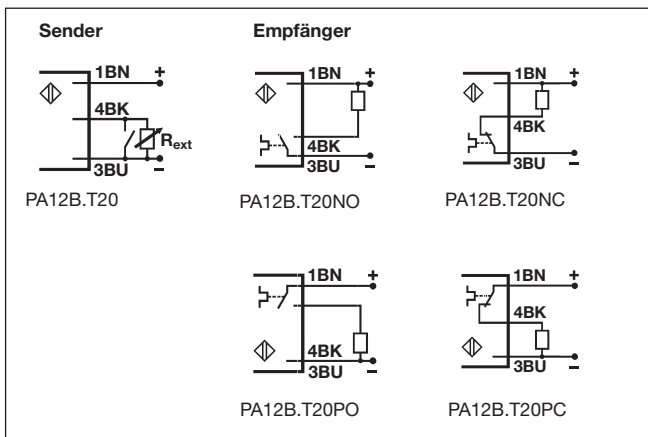 Sender
Empfänger
1BN +
4BK
Rext
3BU –
PA12B.T20
1BN +
4BK
3BU –
PA12B.T20NO
1BN +
4BK
3BU –
PA12B.T20NC
1BN +
4BK
3BU –
PA12B.T20PO
1BN +
4BK
3BU –
PA12B.T20PC